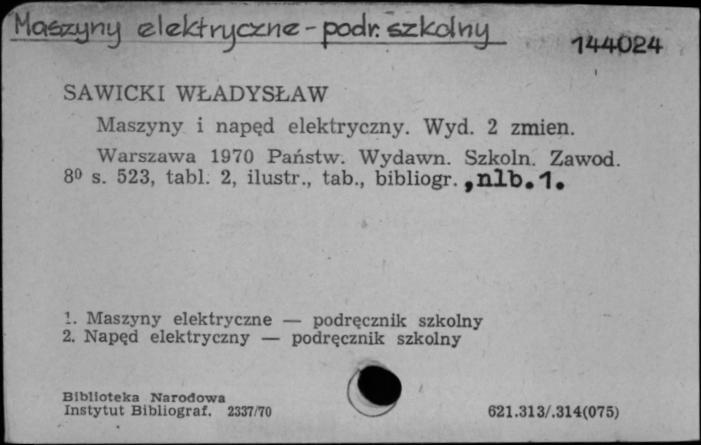 Maszyny elektryczne - podr. szkolny
144024
SAWICKI WŁADYSŁAW
Maszyny i napęd elektryczny. Wyd. 2 zmien.
Warszawa 1970 Państw. Wydawn. Szkoln. Zawod.
8⁰ s. 523, tabl. 2, ilustr., tab., bibliogr. ,nlb.1.
1. Maszyny elektryczne — podręcznik szkolny
2. Napęd elektryczny — podręcznik szkolny
Biblioteka Narodowa
Instytut Bibliograf. 2337/70
621.313/.314(075)